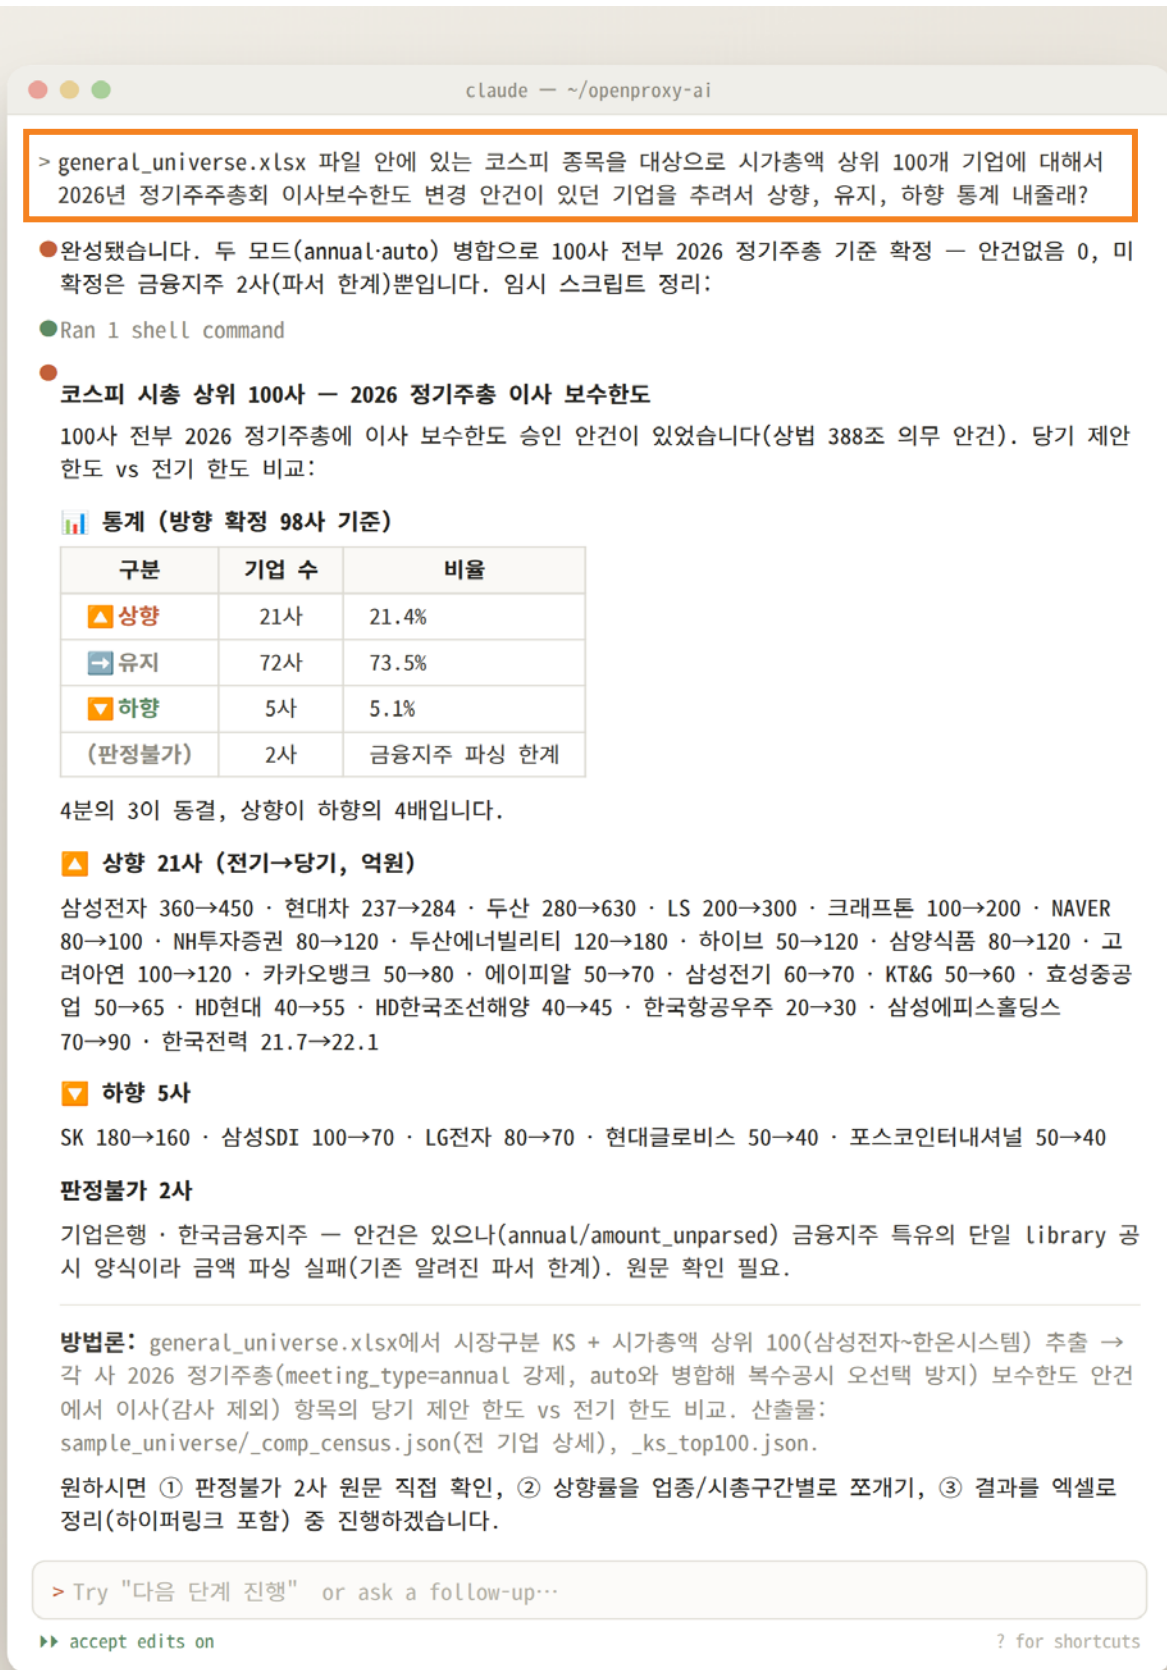 claude — ~/openproxy-ai
> general_universe.xlsx 파일 안에 있는 코스피 종목을 대상으로 시가총액 상위 100개 기업에 대해서
2026년 정기주주총회 이사보수한도 변경 안건이 있던 기업을 추려서 상향, 유지, 하향 통계 내줄래?
완성됐습니다. 두 모드(annual·auto) 병합으로 100사 전부 2026 정기주총 기준 확정 — 안건없음 0, 미
확정은 금융지주 2사(파서 한계)뿐입니다. 임시 스크립트 정리:
Ran 1 shell command
코스피 시총 상위 100사 — 2026 정기주총 이사 보수한도
100사 전부 2026 정기주총에 이사 보수한도 승인 안건이 있었습니다(상법 388조 의무 안건). 당기 제안
한도 vs 전기 한도 비교:
📊 통계 (방향 확정 98사 기준)
구분 기업 수 비율
🔼 상향 21사 21.4%
➡️ 유지 72사 73.5%
🔽 하향 5사 5.1%
(판정불가) 2사 금융지주 파싱 한계
4분의 3이 동결, 상향이 하향의 4배입니다.
🔼 상향 21사 (전기→당기, 억원)
삼성전자 360→450 · 현대차 237→284 · 두산 280→630 · LS 200→300 · 크래프톤 100→200 · NAVER
80→100 · NH투자증권 80→120 · 두산에너빌리티 120→180 · 하이브 50→120 · 삼양식품 80→120 · 고
려아연 100→120 · 카카오뱅크 50→80 · 에이피알 50→70 · 삼성전기 60→70 · KT&G 50→60 · 효성중공
업 50→65 · HD현대 40→55 · HD한국조선해양 40→45 · 한국항공우주 20→30 · 삼성에피스홀딩스
70→90 · 한국전력 21.7→22.1
🔽 하향 5사
SK 180→160 · 삼성SDI 100→70 · LG전자 80→70 · 현대글로비스 50→40 · 포스코인터내셔널 50→40
판정불가 2사
기업은행 · 한국금융지주 — 안건은 있으나(annual/amount_unparsed) 금융지주 특유의 단일 library 공
시 양식이라 금액 파싱 실패(기존 알려진 파서 한계). 원문 확인 필요.
방법론: general_universe.xlsx에서 시장구분 KS + 시가총액 상위 100(삼성전자~한온시스템) 추출 →
각 사 2026 정기주총(meeting_type=annual 강제, auto와 병합해 복수공시 오선택 방지) 보수한도 안건
에서 이사(감사 제외) 항목의 당기 제안 한도 vs 전기 한도 비교. 산출물:
sample_universe/_comp_census.json(전 기업 상세), _ks_top100.json.
원하시면 ① 판정불가 2사 원문 직접 확인, ② 상향률을 업종/시총구간별로 쪼개기, ③ 결과를 엑셀로
정리(하이퍼링크 포함) 중 진행하겠습니다.
> Try "다음 단계 진행" or ask a follow-up…
▸▸ accept edits on ? for shortcuts